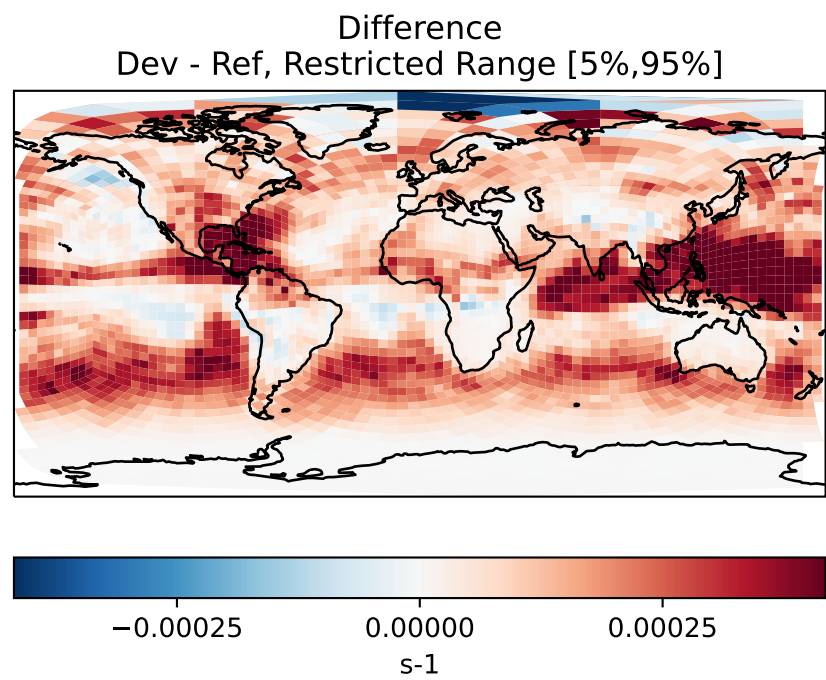 Difference
Dev - Ref, Restricted Range [5%,95%]
−0.00025 0.00000 0.00025
s-1